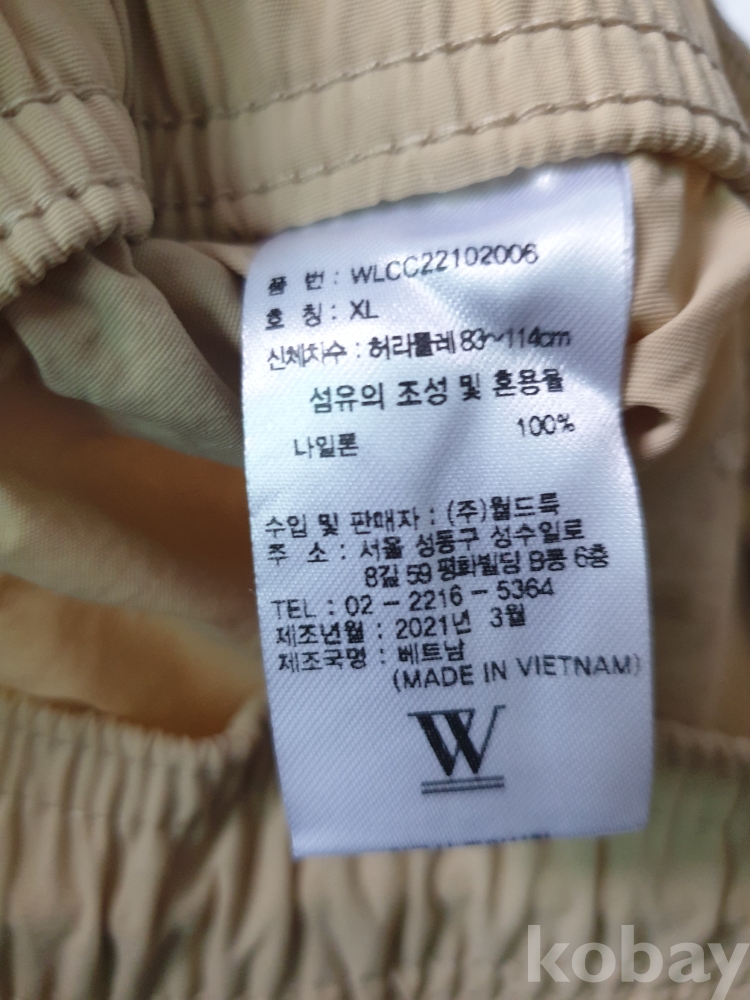 품 번 : WLCC22102006
호 칭 : XL
신체치수 : 허리둘레 83~114cm
섬유의 조성 및 혼용율
나일론 100%
수입 및 판매자 : (주)월드룩
주 소 : 서울 성동구 성수일로
8길 59 평화빌딩 B동 6층
TEL : 02 - 2216 - 5364
제조년월 : 2021년 3월
제조국명 : 베트남
(MADE IN VIETNAM)
W
kobay